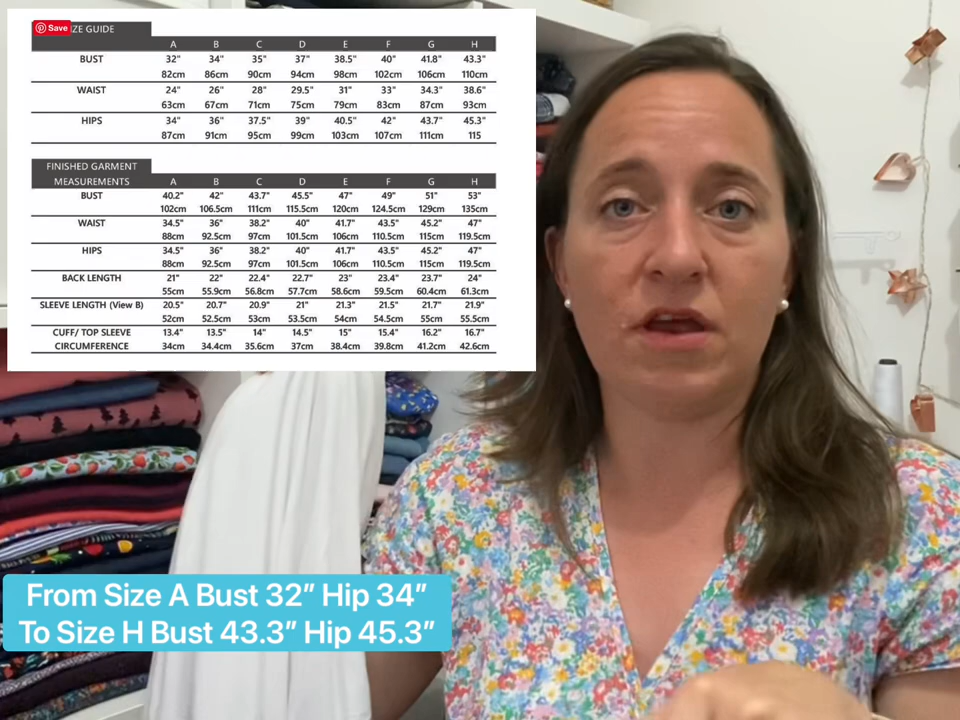 Save
ZE GUIDE
A B C D E F G H
BUST 32" 34" 35" 37" 38.5" 40" 41.8" 43.3"
82cm 86cm 90cm 94cm 98cm 102cm 106cm 110cm
WAIST 24" 26" 28" 29.5" 31" 33" 34.3" 38.6"
63cm 67cm 71cm 75cm 79cm 83cm 87cm 93cm
HIPS 34" 36" 37.5" 39" 40.5" 42" 43.7" 45.3"
87cm 91cm 95cm 99cm 103cm 107cm 111cm 115
FINISHED GARMENT
MEASUREMENTS A B C D E F G H
BUST 40.2" 42" 43.7 45.5" 47" 49" 51" 53"
102cm 106.5cm 111cm 115.5cm 120cm 124.5cm 129cm 135cm
WAIST 34.5" 36" 38.2" 40" 41.7" 43.5" 45.2" 47"
88cm 92.5cm 97cm 101.5cm 106cm 110.5cm 115cm 119.5cm
HIPS 34.5" 36" 38.2" 40" 41.7 43.5" 45.2" 47"
88cm 92.5cm 97cm 101.5cm 106cm 110.5cm 115cm 119.5cm
BACK LENGTH 21" 22" 22.4" 22.7" 23" 23.4" 23.7" 24"
55cm 55.9cm 56.8cm 57.7cm 58.6cm 59.5cm 60.4cm 61.3cm
SLEEVE LENGTH (View B) 20.5" 20.7" 20.9" 21" 21.3" 21.5" 21.7" 21.9"
52cm 52.5cm 53cm 53.5cm 54cm 54.5cm 55cm 55.5cm
CUFF/ TOP SLEEVE 13.4" 13.5" 14" 14.5" 15" 15.4" 16.2" 16.7"
CIRCUMFERENCE 34cm 34.4cm 35.6cm 37cm 38.4cm 39.8cm 41.2cm 42.6cm
From Size A Bust 32” Hip 34”
To Size H Bust 43.3” Hip 45.3”